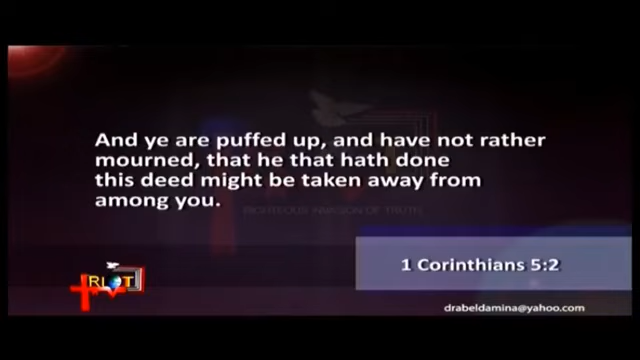 And ye are puffed up, and have not rather
mourned, that he that hath done
this deed might be taken away from
among you.
RIGHTEOUS INVASION OF TRUTH
1 Corinthians 5:2
RIOT
TV
drabeldamina@yahoo.com